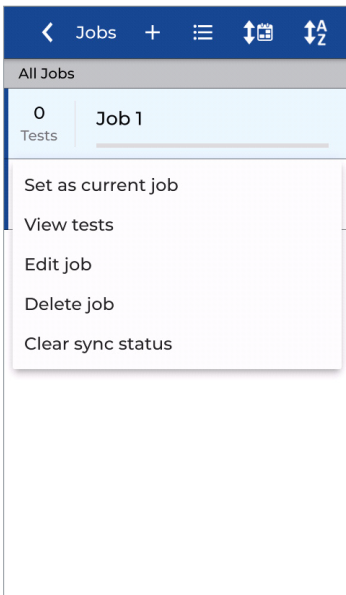 Jobs
A
Z
All Jobs
0
Tests
Job 1
Set as current job
View tests
Edit job
Delete job
Clear sync status